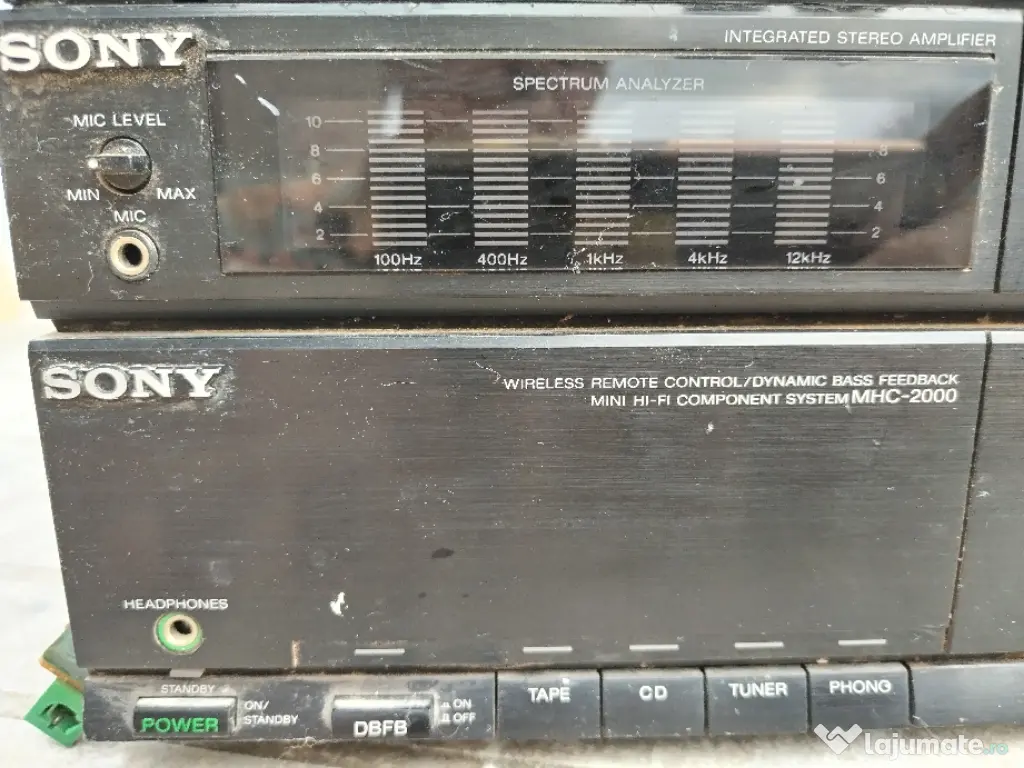 SONY
INTEGRATED STEREO AMPLIFIER
SPECTRUM ANALYZER
MIC LEVEL
MIN MAX
MIC
10
8 8
6 6
4 4
2 2
100Hz 400Hz 1kHz 4kHz 12kHz
SONY
WIRELESS REMOTE CONTROL/DYNAMIC BASS FEEDBACK
MINI HI-FI COMPONENT SYSTEM MHC-2000
HEADPHONES
STANDBY
POWER
ON/
STANDBY
DBFB
ON
OFF
TAPE
CD
TUNER
PHONO
lajumate.ro